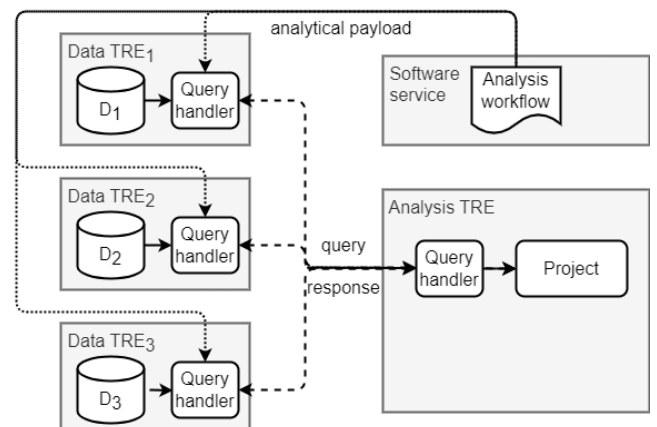 analytical payload
Data TRE1
D1
Query
handler
Software
service
Analysis
workflow
Data TRE2
D2
Query
handler
Analysis TRE
query
response
Query
handler
Project
Data TRE3
D3
Query
handler